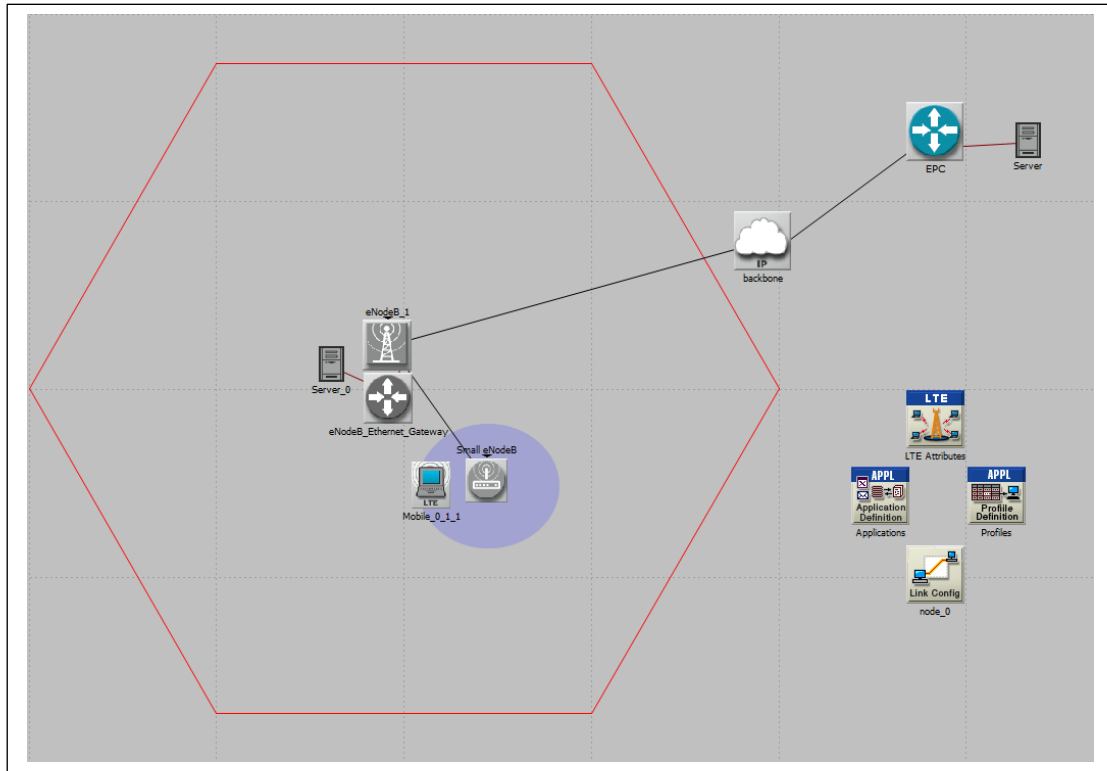 EPC
Server
IP
backbone
eNodeB_1
Server_0
eNodeB_Ethernet_Gateway
Small eNodeB
LTE
Mobile_0_1_1
LTE
LTE Attributes
APPL
Application
Definition
Applications
APPL
Profile
Definition
Profiles
Link Config
node_0